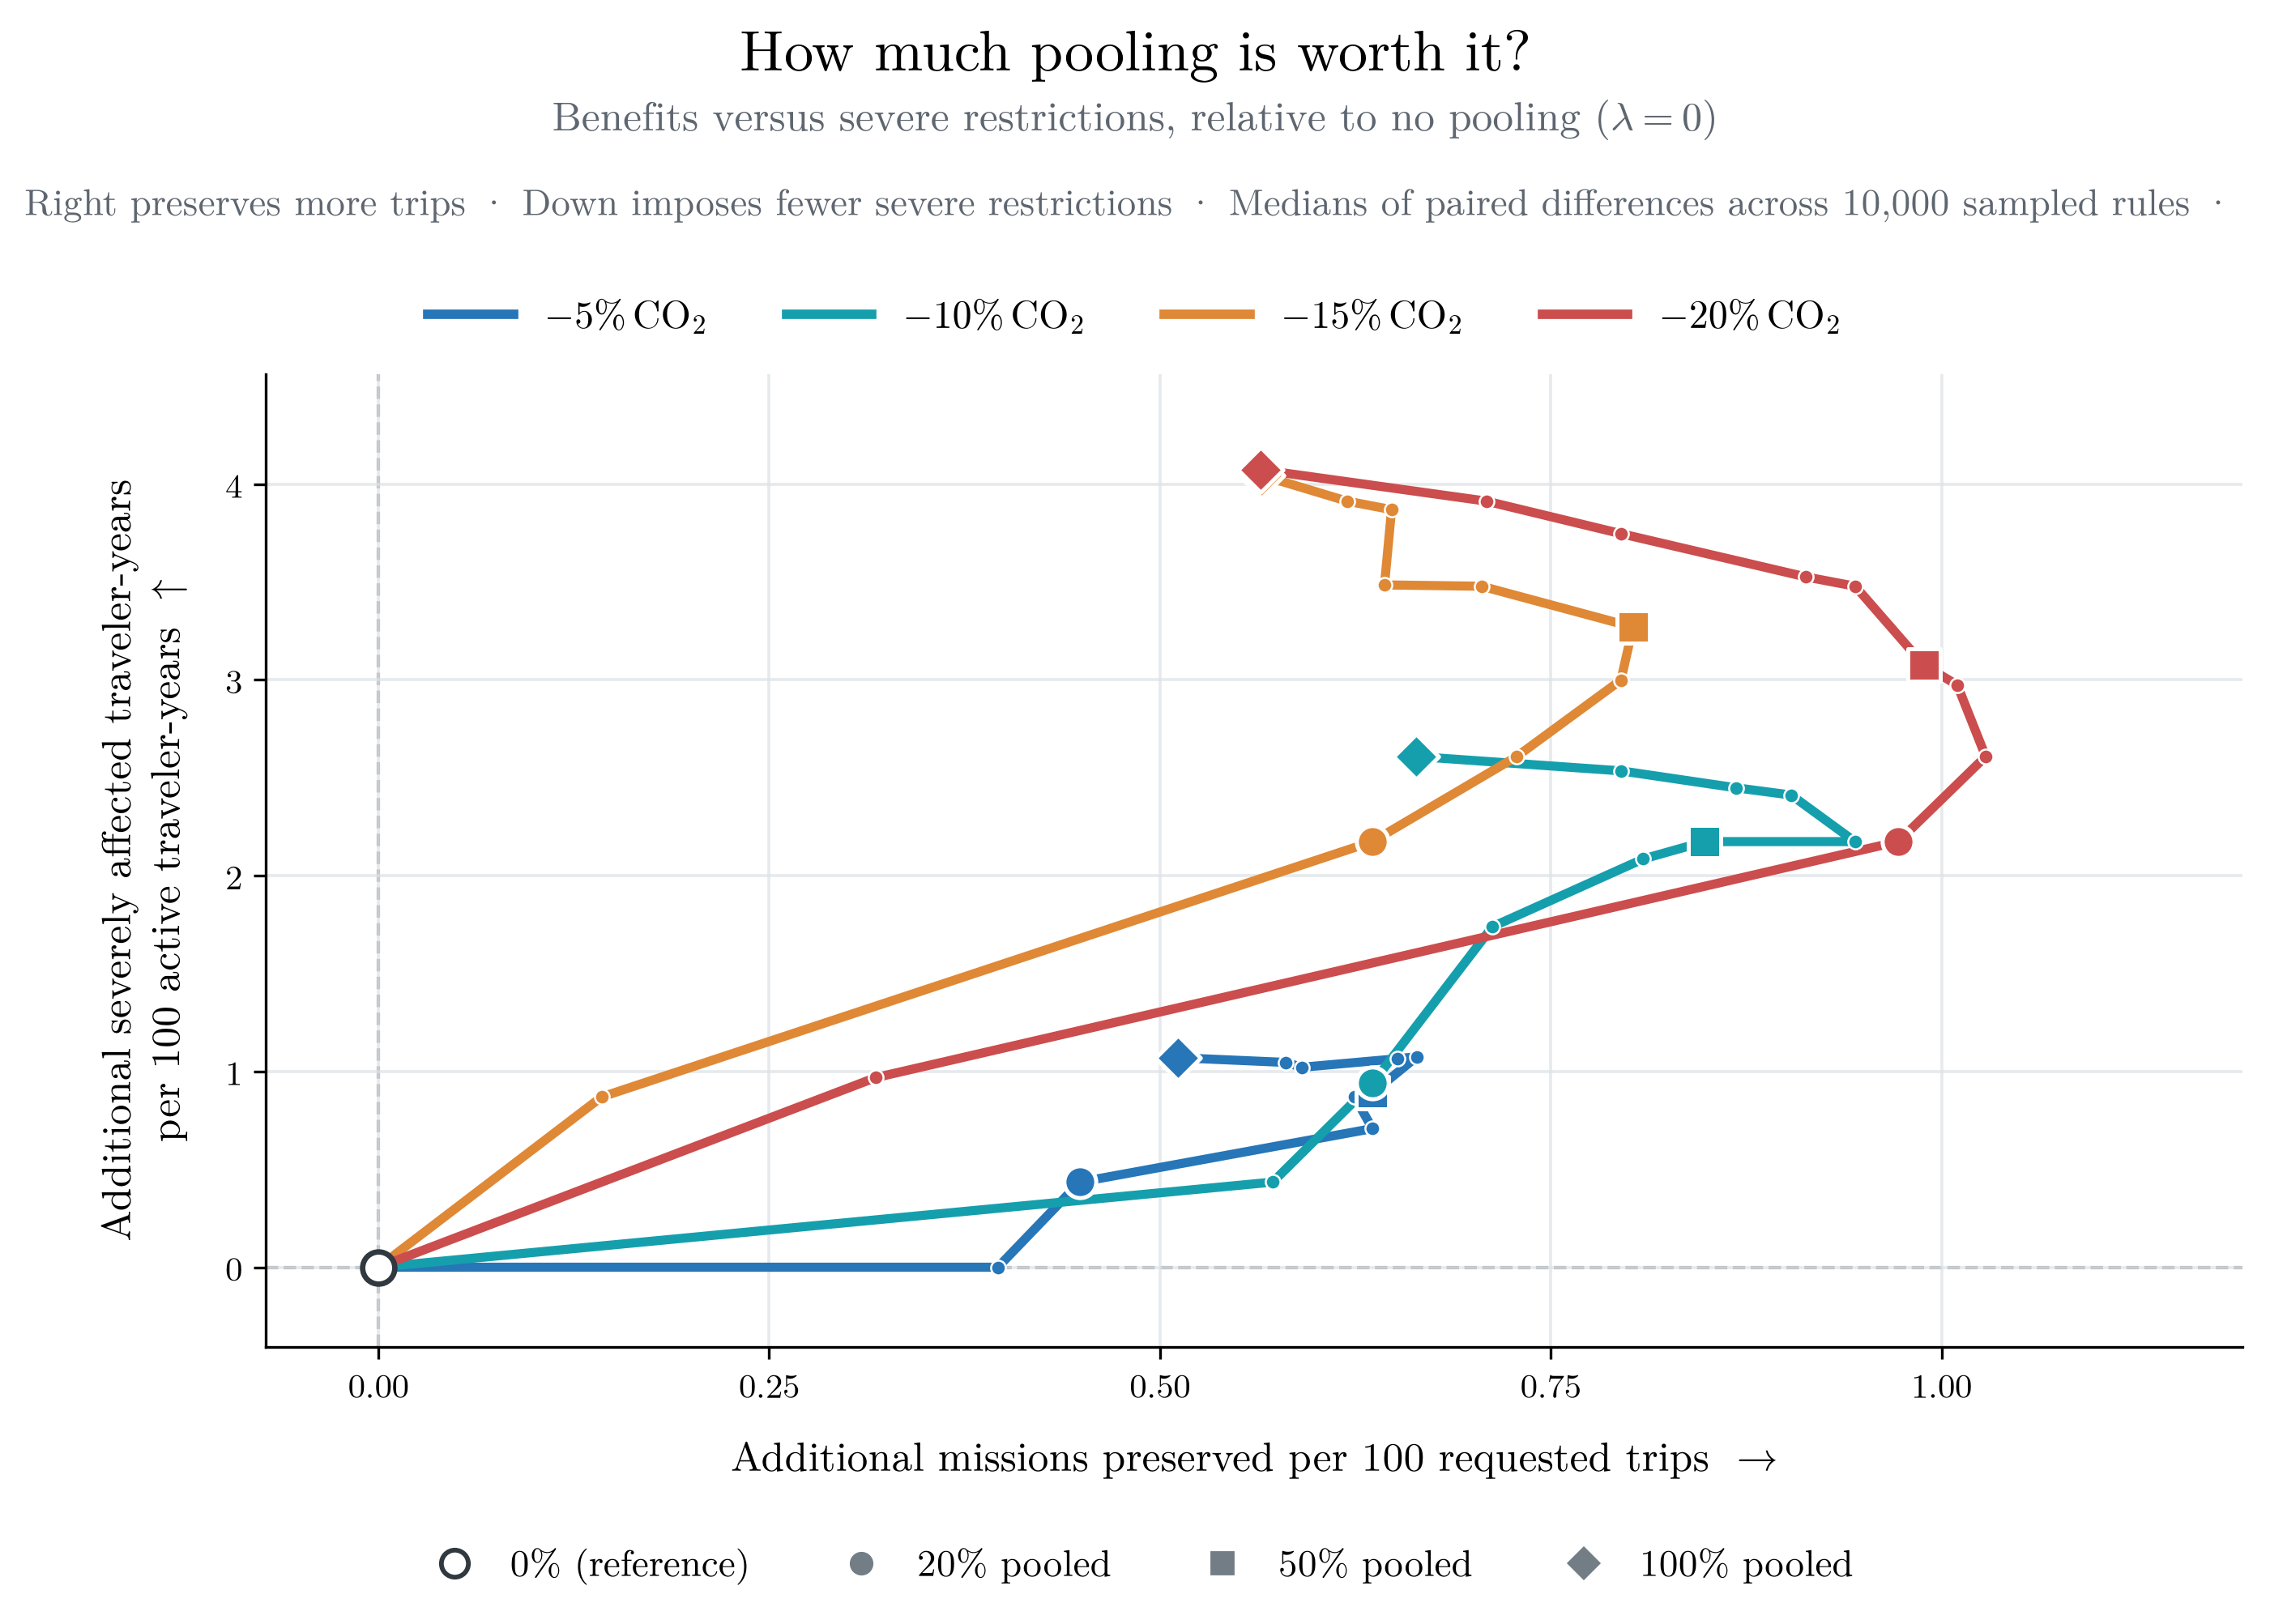 How much pooling is worth it?
Benefits versus severe restrictions, relative to no pooling (λ = 0)
Right preserves more trips · Down imposes fewer severe restrictions · Medians of paired differences across 10,000 sampled rules ·
−5% CO₂ −10% CO₂ −15% CO₂ −20% CO₂
Additional severely affected traveler-years
per 100 active traveler-years ↑
4
3
2
1
0
0.00 0.25 0.50 0.75 1.00
Additional missions preserved per 100 requested trips →
0% (reference) 20% pooled 50% pooled 100% pooled